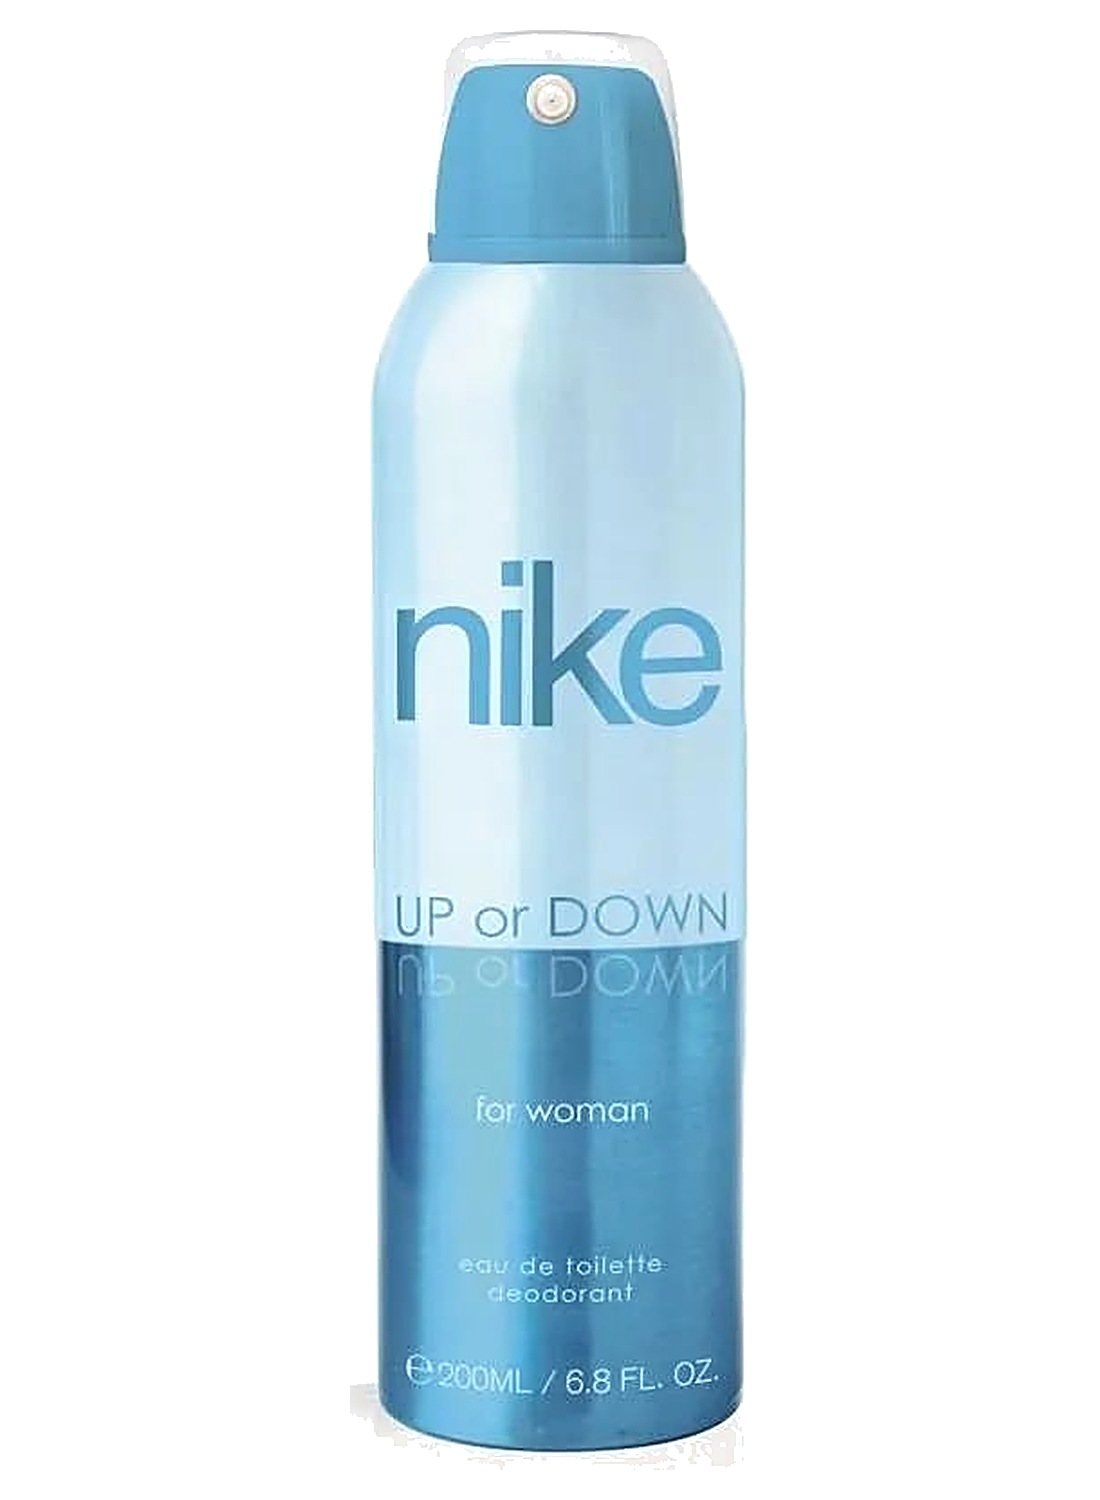 nike
UP or DOWN
UP or DOWN
for woman
eau de toilette
deodorant
℮200ML / 6.8 FL. OZ.